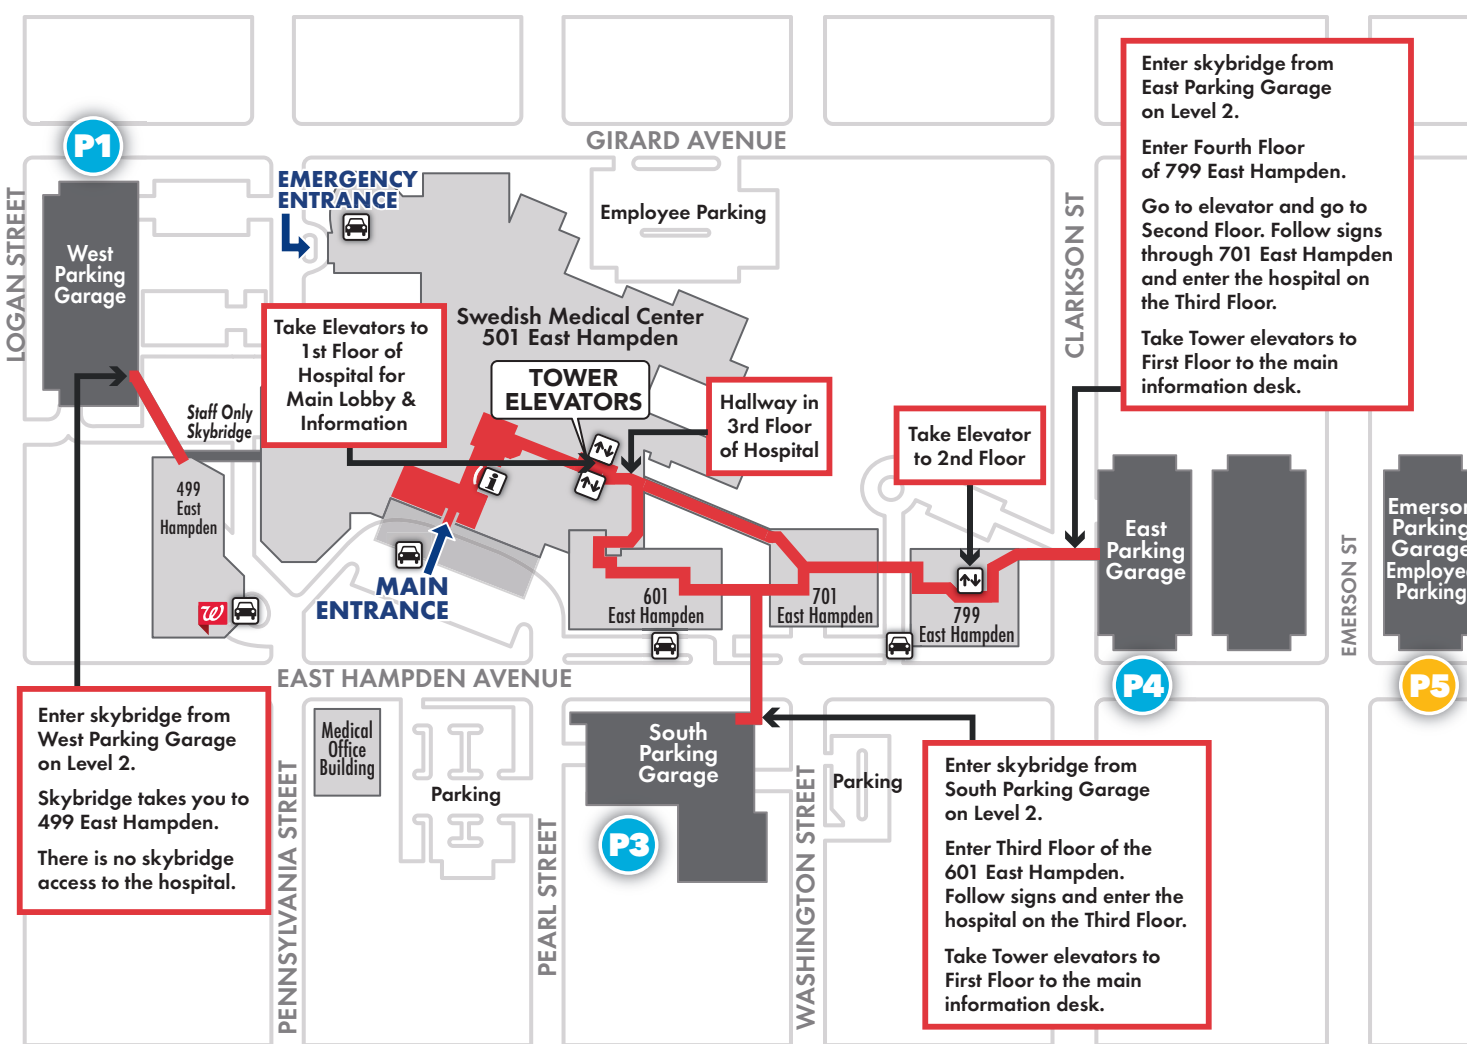 GIRARD AVENUE
P1
LOGAN STREET
West
Parking
Garage
EMERGENCY
ENTRANCE
Employee Parking
CLARKSON ST
Enter skybridge from
East Parking Garage
on Level 2.
Enter Fourth Floor
of 799 East Hampden.
Go to elevator and go to
Second Floor. Follow signs
through 701 East Hampden
and enter the hospital on
the Third Floor.
Take Tower elevators to
First Floor to the main
information desk.
Swedish Medical Center
501 East Hampden
Take Elevators to
1st Floor of
Hospital for
Main Lobby &
Information
TOWER
ELEVATORS
Hallway in
3rd Floor
of Hospital
Take Elevator
to 2nd Floor
Staff Only
Skybridge
499
East
Hampden
i
W
MAIN
ENTRANCE
601
East Hampden
701
East Hampden
799
East Hampden
East
Parking
Garage
EMERSON ST
Emerson
Parking
Garage
Employee
Parking
P4
P5
EAST HAMPDEN AVENUE
Enter skybridge from
West Parking Garage
on Level 2.
Skybridge takes you to
499 East Hampden.
There is no skybridge
access to the hospital.
PENNSYLVANIA STREET
Medical
Office
Building
Parking
PEARL STREET
South
Parking
Garage
P3
WASHINGTON STREET
Parking
Enter skybridge from
South Parking Garage
on Level 2.
Enter Third Floor of the
601 East Hampden.
Follow signs and enter the
hospital on the Third Floor.
Take Tower elevators to
First Floor to the main
information desk.